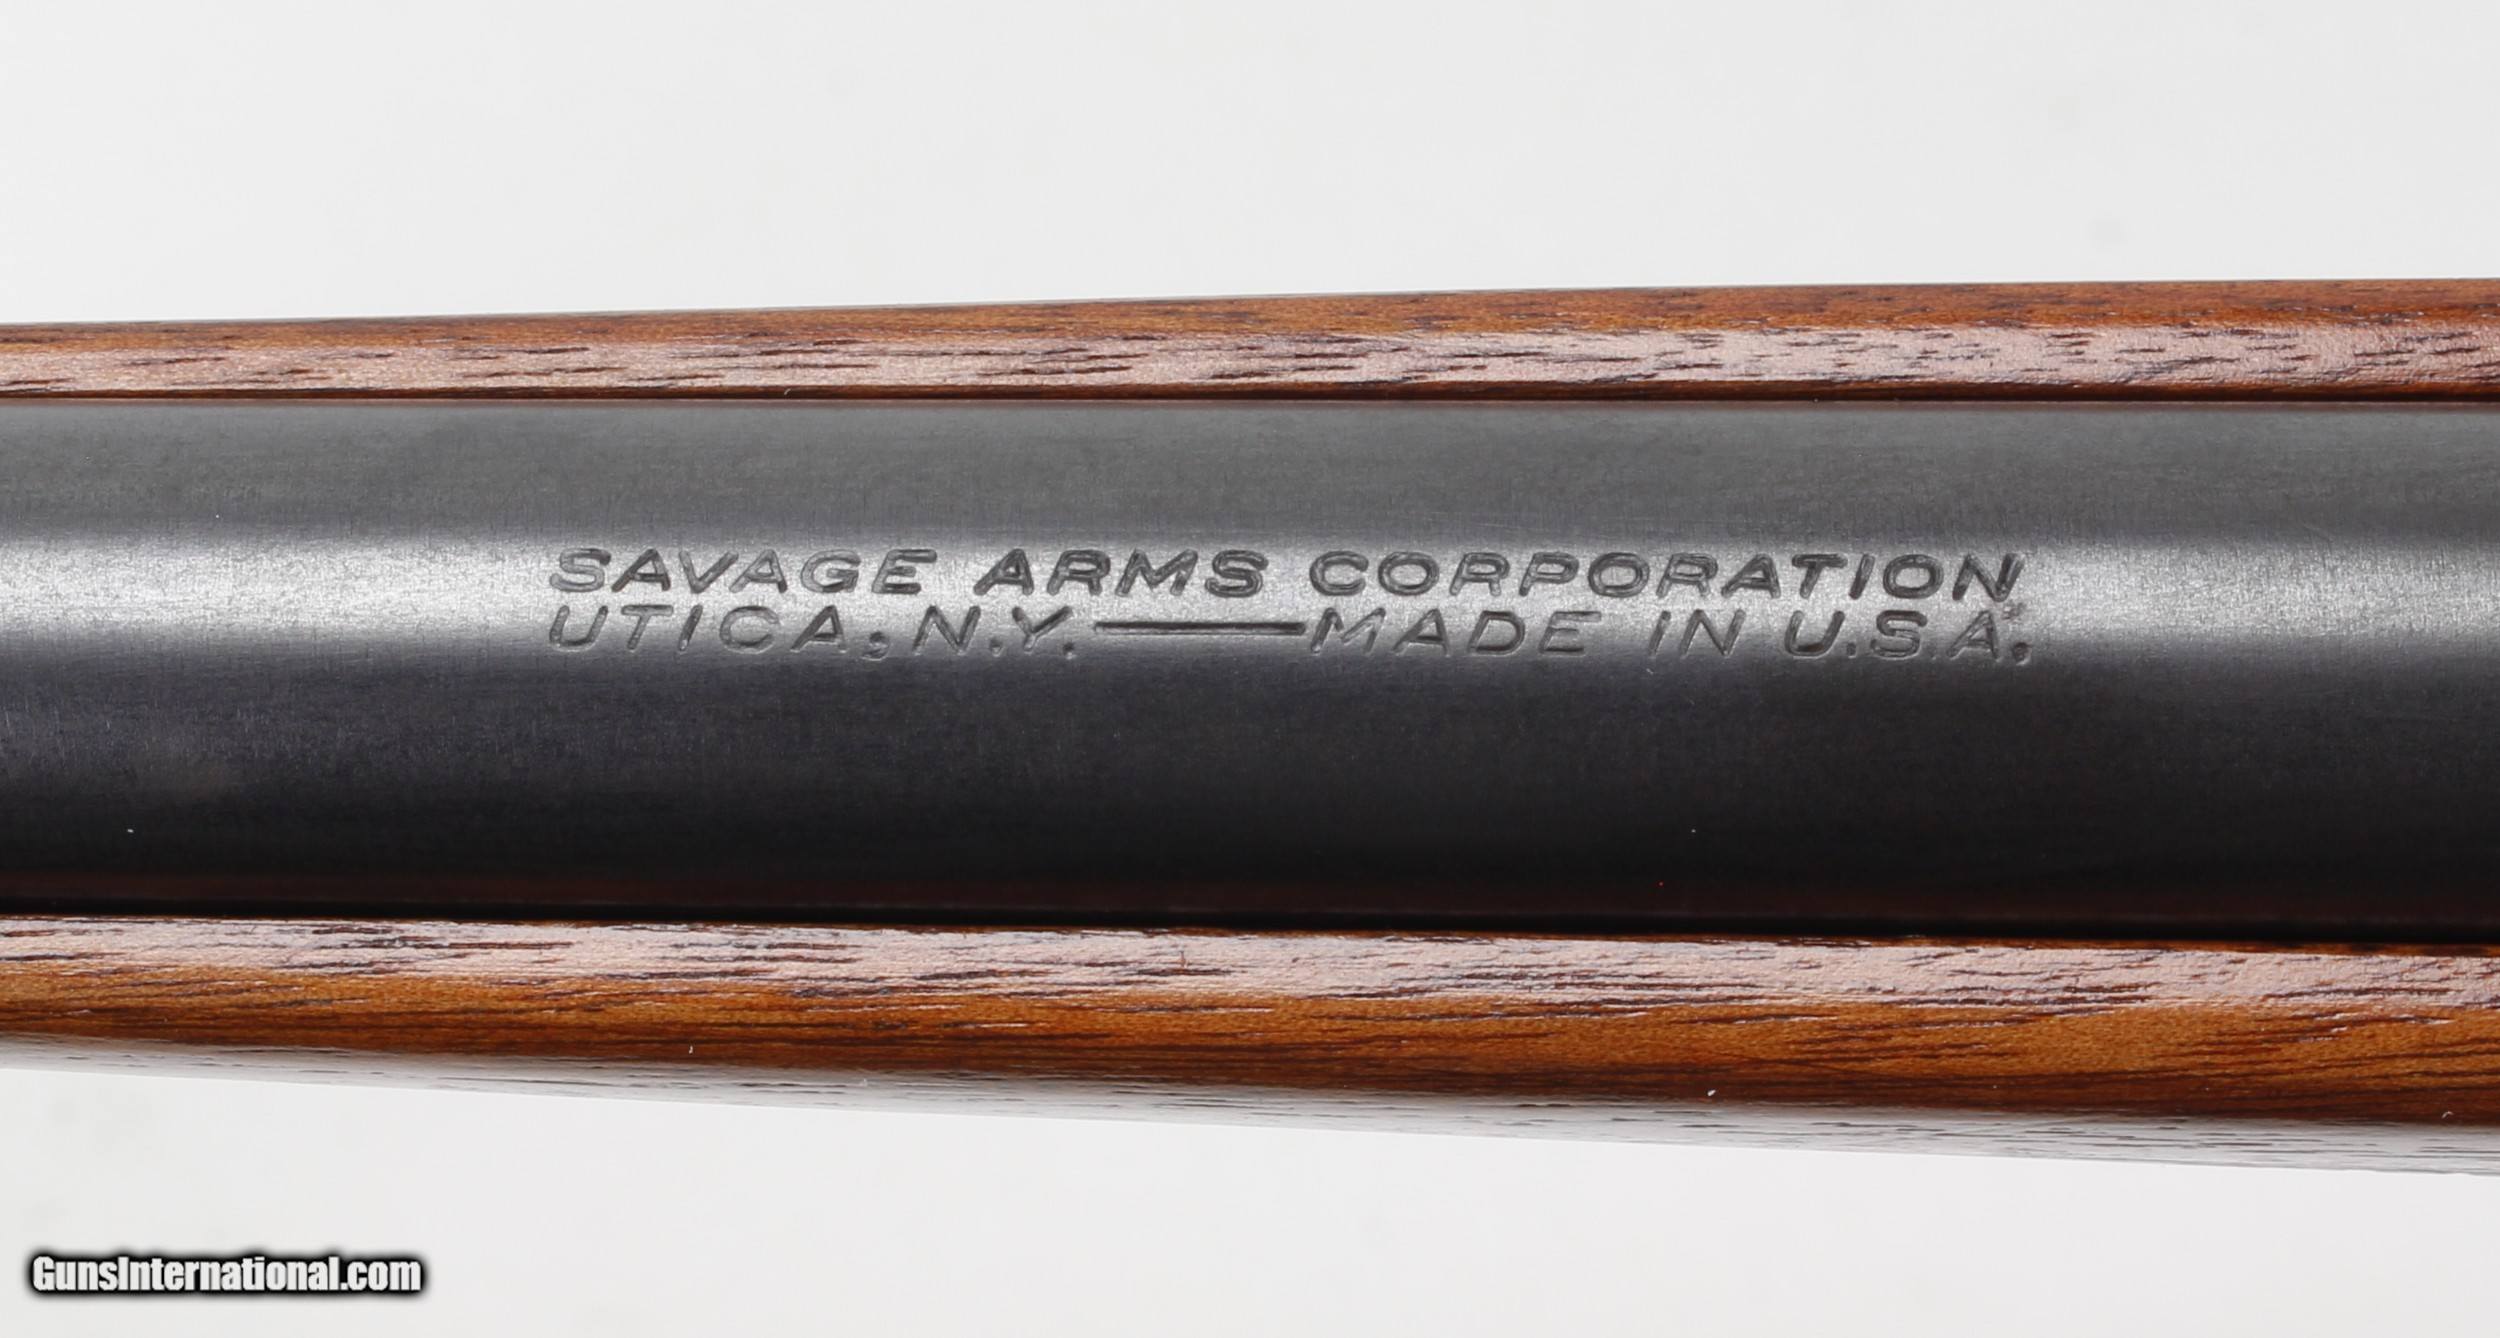 SAVAGE ARMS CORPORATION
UTICA, N.Y. —— MADE IN U.S.A.
GunsInternational.com